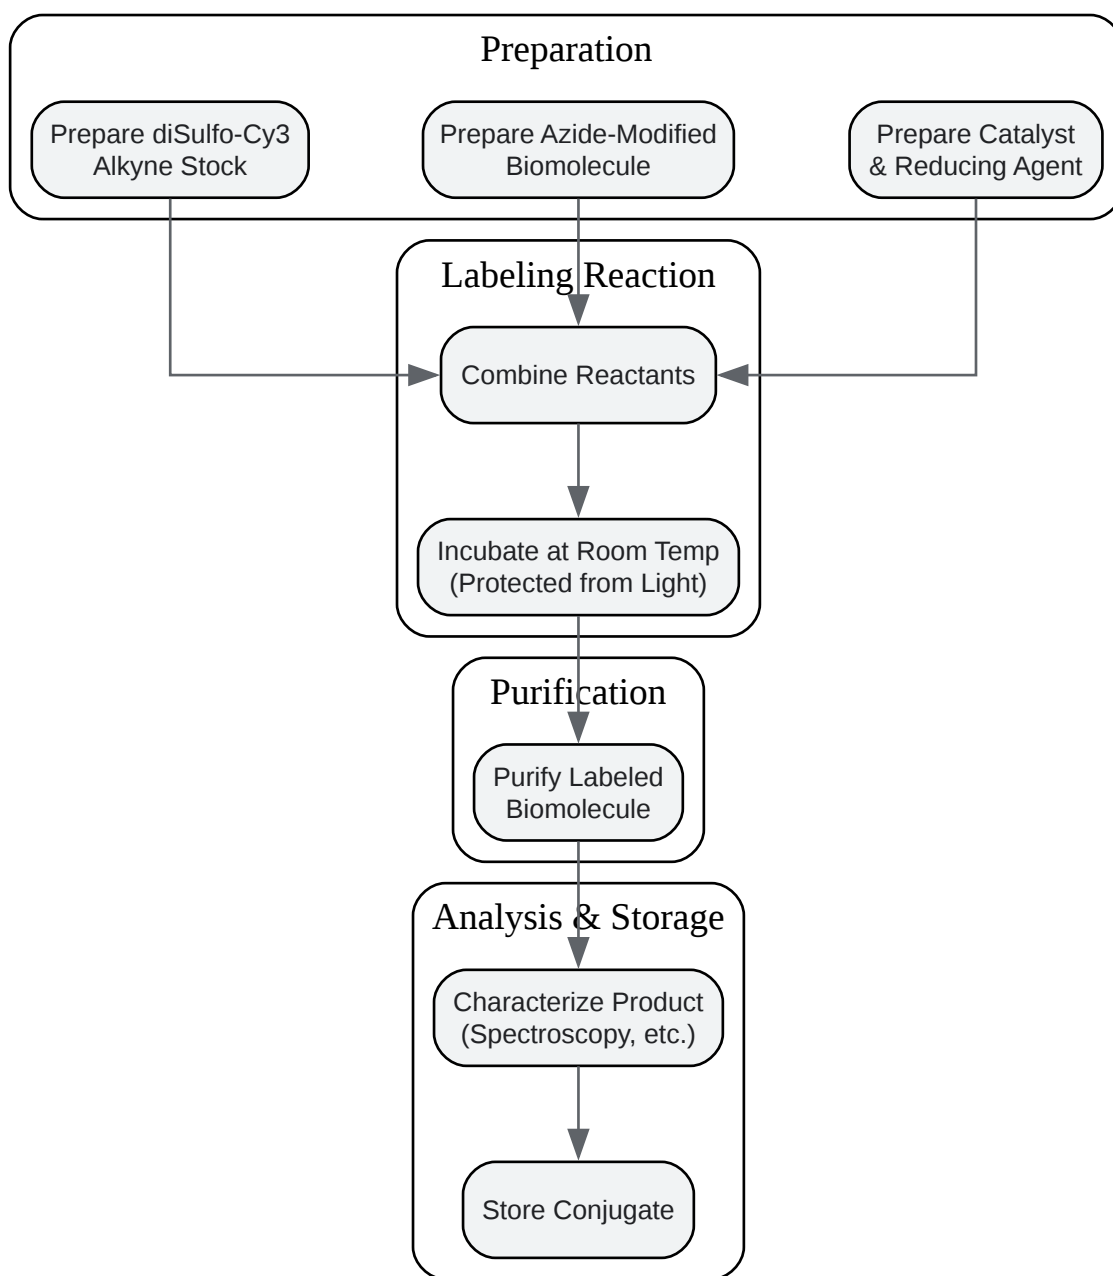 Preparation
Prepare diSulfo-Cy3
Alkyne Stock
Prepare Azide-Modified
Biomolecule
Prepare Catalyst
& Reducing Agent
Labeling Reaction
Combine Reactants
Incubate at Room Temp
(Protected from Light)
Purification
Purify Labeled
Biomolecule
Analysis & Storage
Characterize Product
(Spectroscopy, etc.)
Store Conjugate